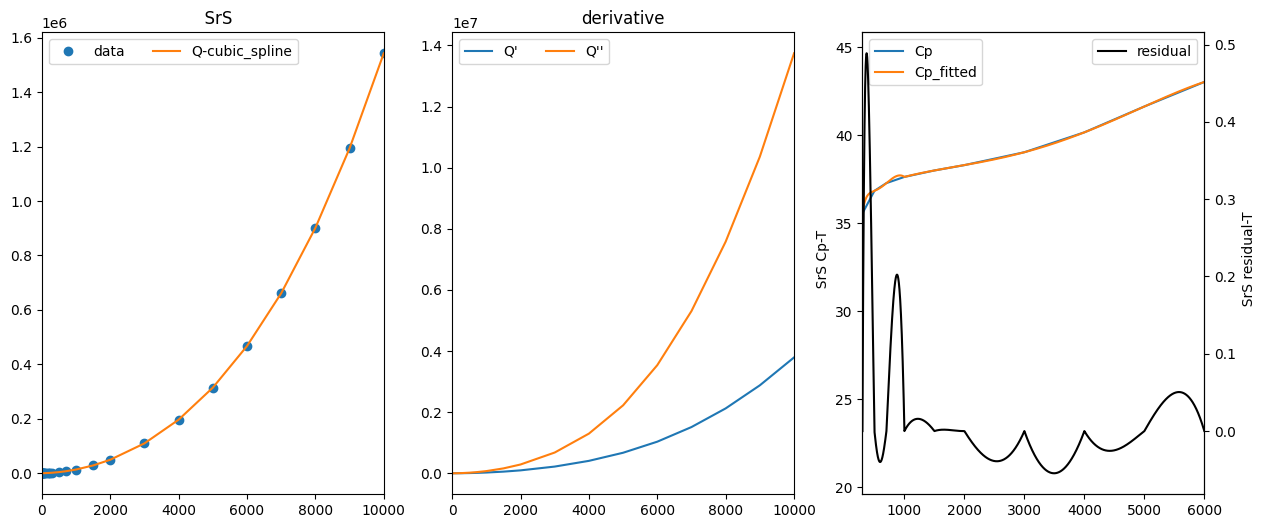 SrS
1e6
data
Q-cubic_spline
1.6
1.4
1.2
1.0
0.8
0.6
0.4
0.2
0.0
0 2000 4000 6000 8000 10000
derivative
1e7
Q' Q''
1.4
1.2
1.0
0.8
0.6
0.4
0.2
0.0
0 2000 4000 6000 8000 10000
Cp
Cp_fitted
residual
SrS Cp-T
45
40
35
30
25
20
0.5
0.4
0.3
0.2
0.1
0.0
SrS residual-T
1000 2000 3000 4000 5000 6000